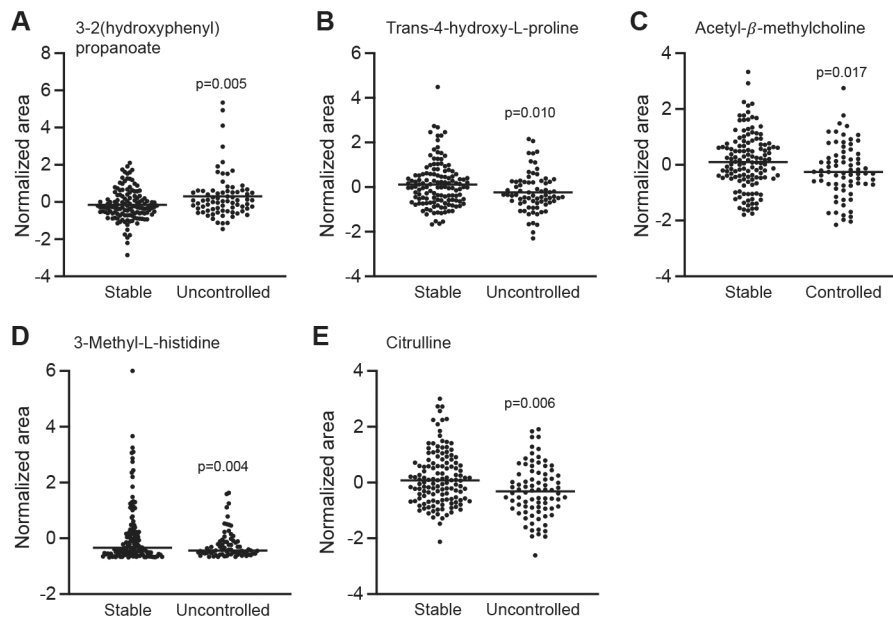 A
3-2(hydroxyphenyl)
propanoate
Normalized area
8
6
4
2
0
-2
-4
p=0.005
Stable
Uncontrolled
B
Trans-4-hydroxy-L-proline
Normalized area
6
4
2
0
-2
-4
p=0.010
Stable
Uncontrolled
C
Acetyl-β-methylcholine
Normalized area
4
2
0
-2
-4
p=0.017
Stable
Controlled
D
3-Methyl-L-histidine
Normalized area
6
4
2
0
-2
p=0.004
Stable
Uncontrolled
E
Citrulline
Normalized area
4
2
0
-2
-4
p=0.006
Stable
Uncontrolled